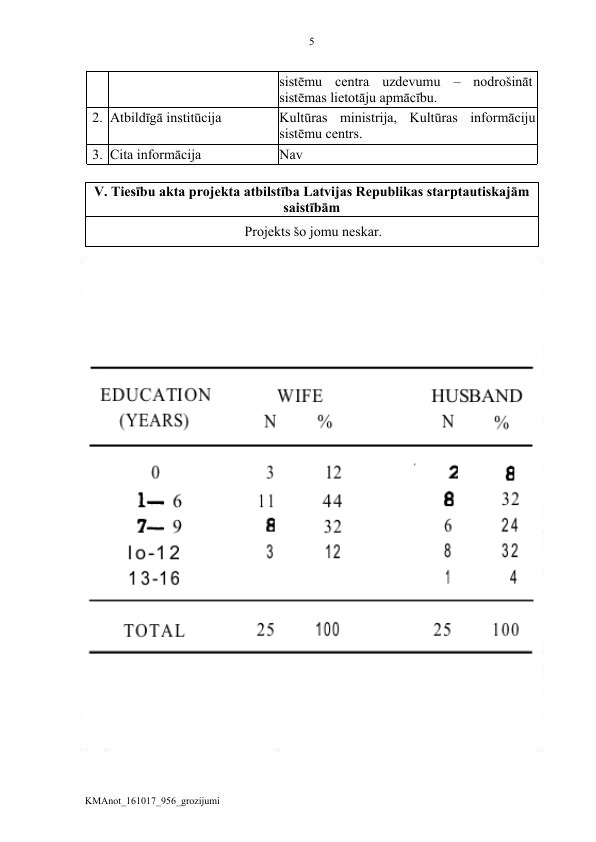 5
sistēmu centra uzdevumu – nodrošināt
sistēmas lietotāju apmācību.
2. Atbildīgā institūcija Kultūras ministrija, Kultūras informāciju
sistēmu centrs.
3. Cita informācija Nav
V. Tiesību akta projekta atbilstība Latvijas Republikas starptautiskajām
saistībām
Projekts šo jomu neskar.
EDUCATION WIFE HUSBAND
(YEARS) N % N %
0 3 12 2 8
1— 6 11 44 8 32
7— 9 8 32 6 24
lo-12 3 12 8 32
13-16 1 4
TOTAL 25 100 25 100
KMAnot_161017_956_grozijumi